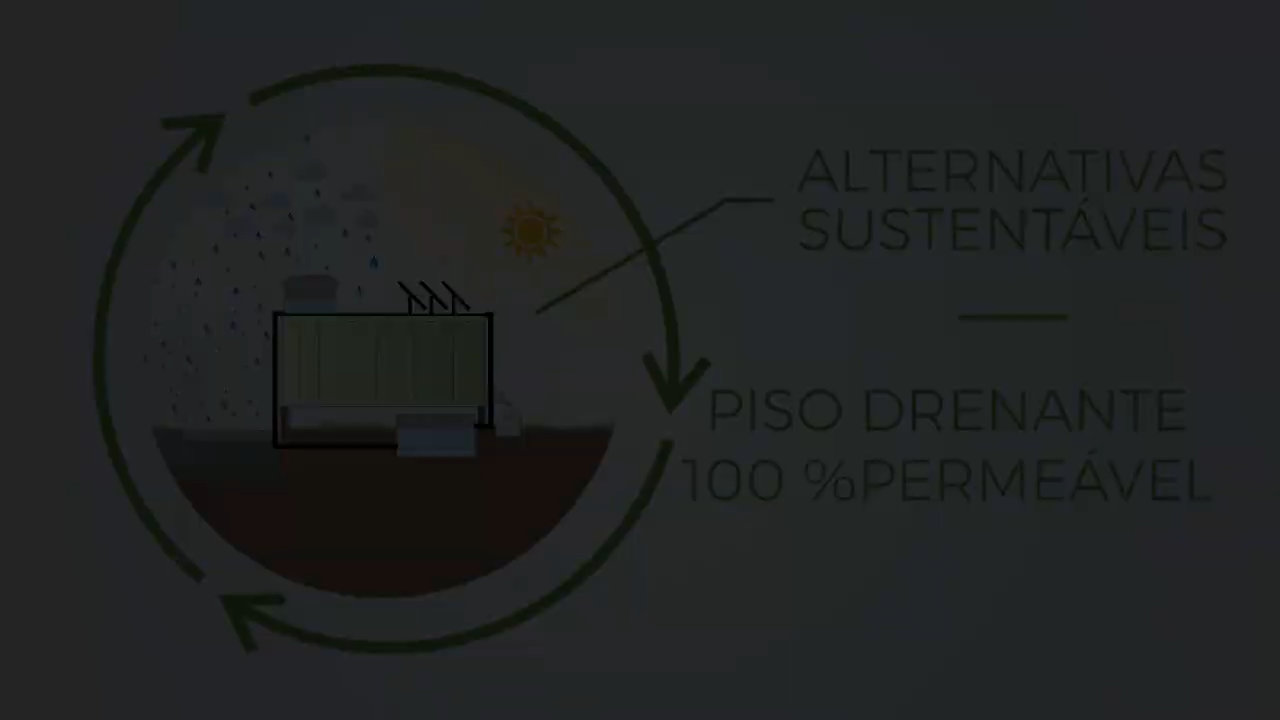 ALTERNATIVAS
SUSTENTÁVEIS
PISO DRENANTE
100 %PERMEÁVEL